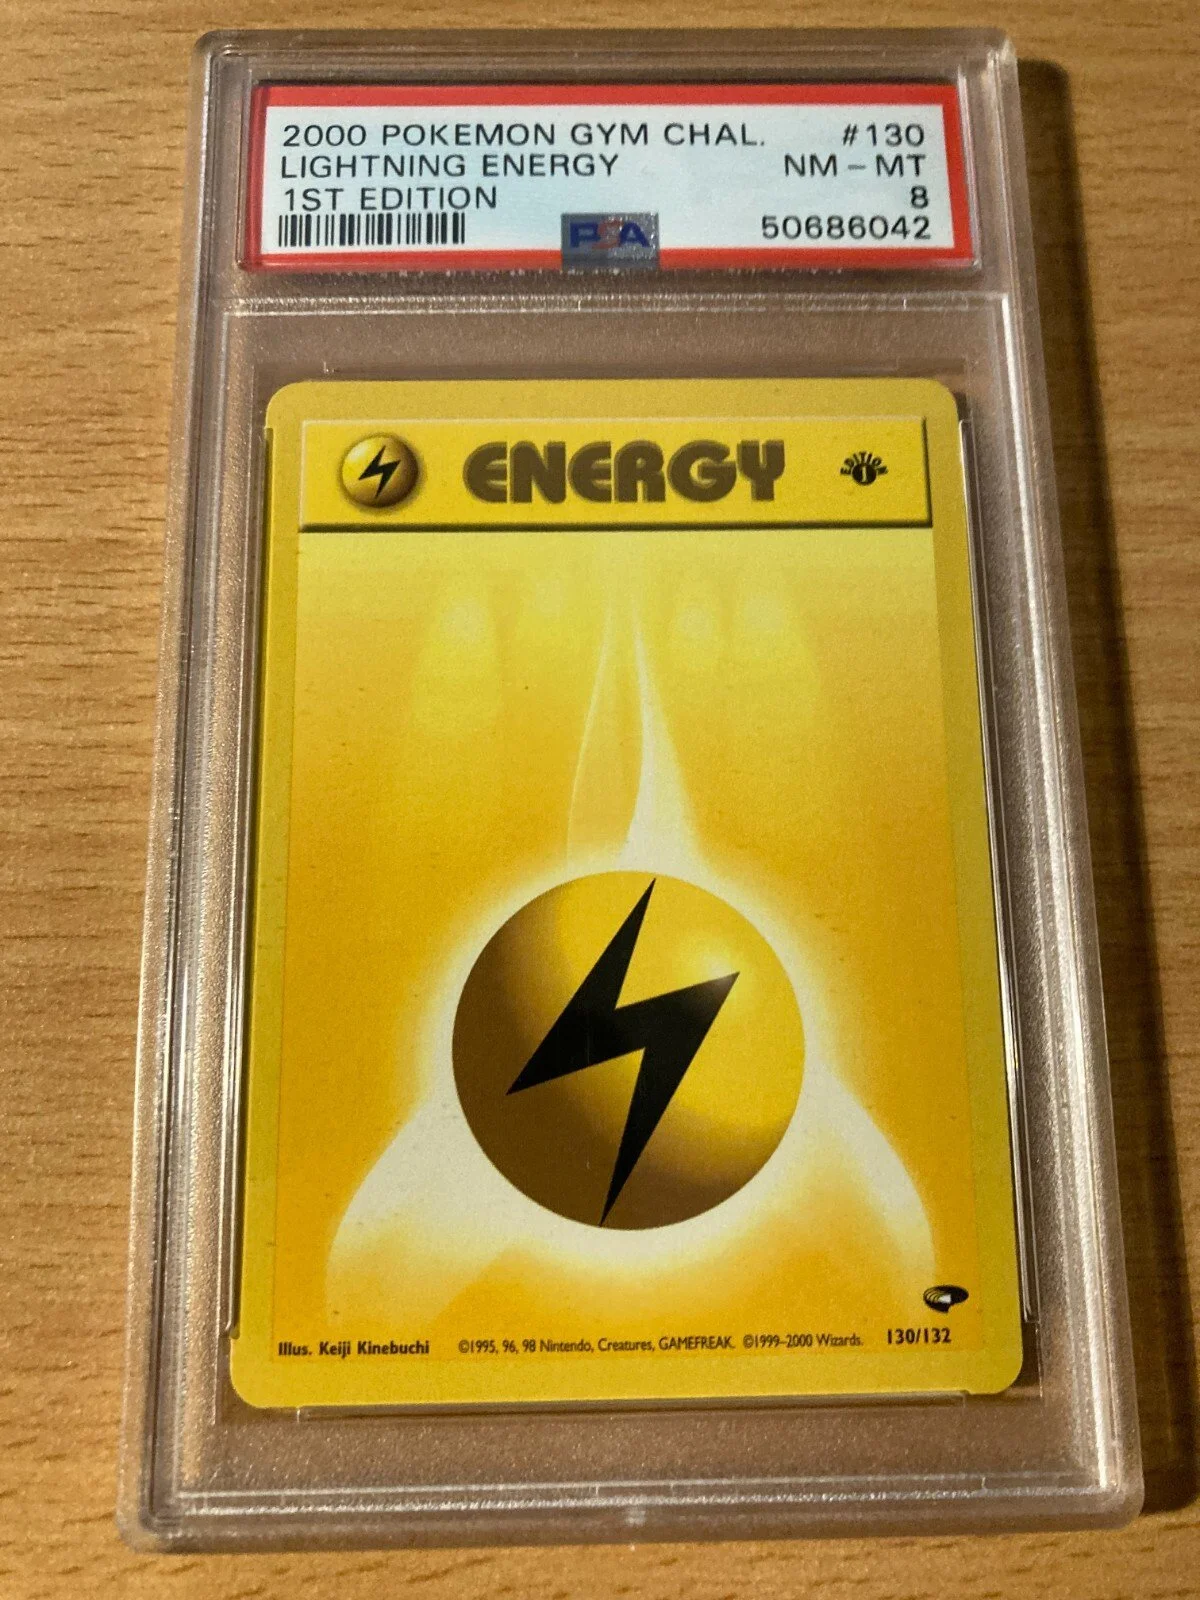 2000 POKEMON GYM CHAL. #130
LIGHTNING ENERGY NM - MT
1ST EDITION 8
50686042
PSA
ENERGY
EDITION
1
Illus. Keiji Kinebuchi ©1995, 96, 98 Nintendo, Creatures, GAMEFREAK. ©1999-2000 Wizards. 130/132